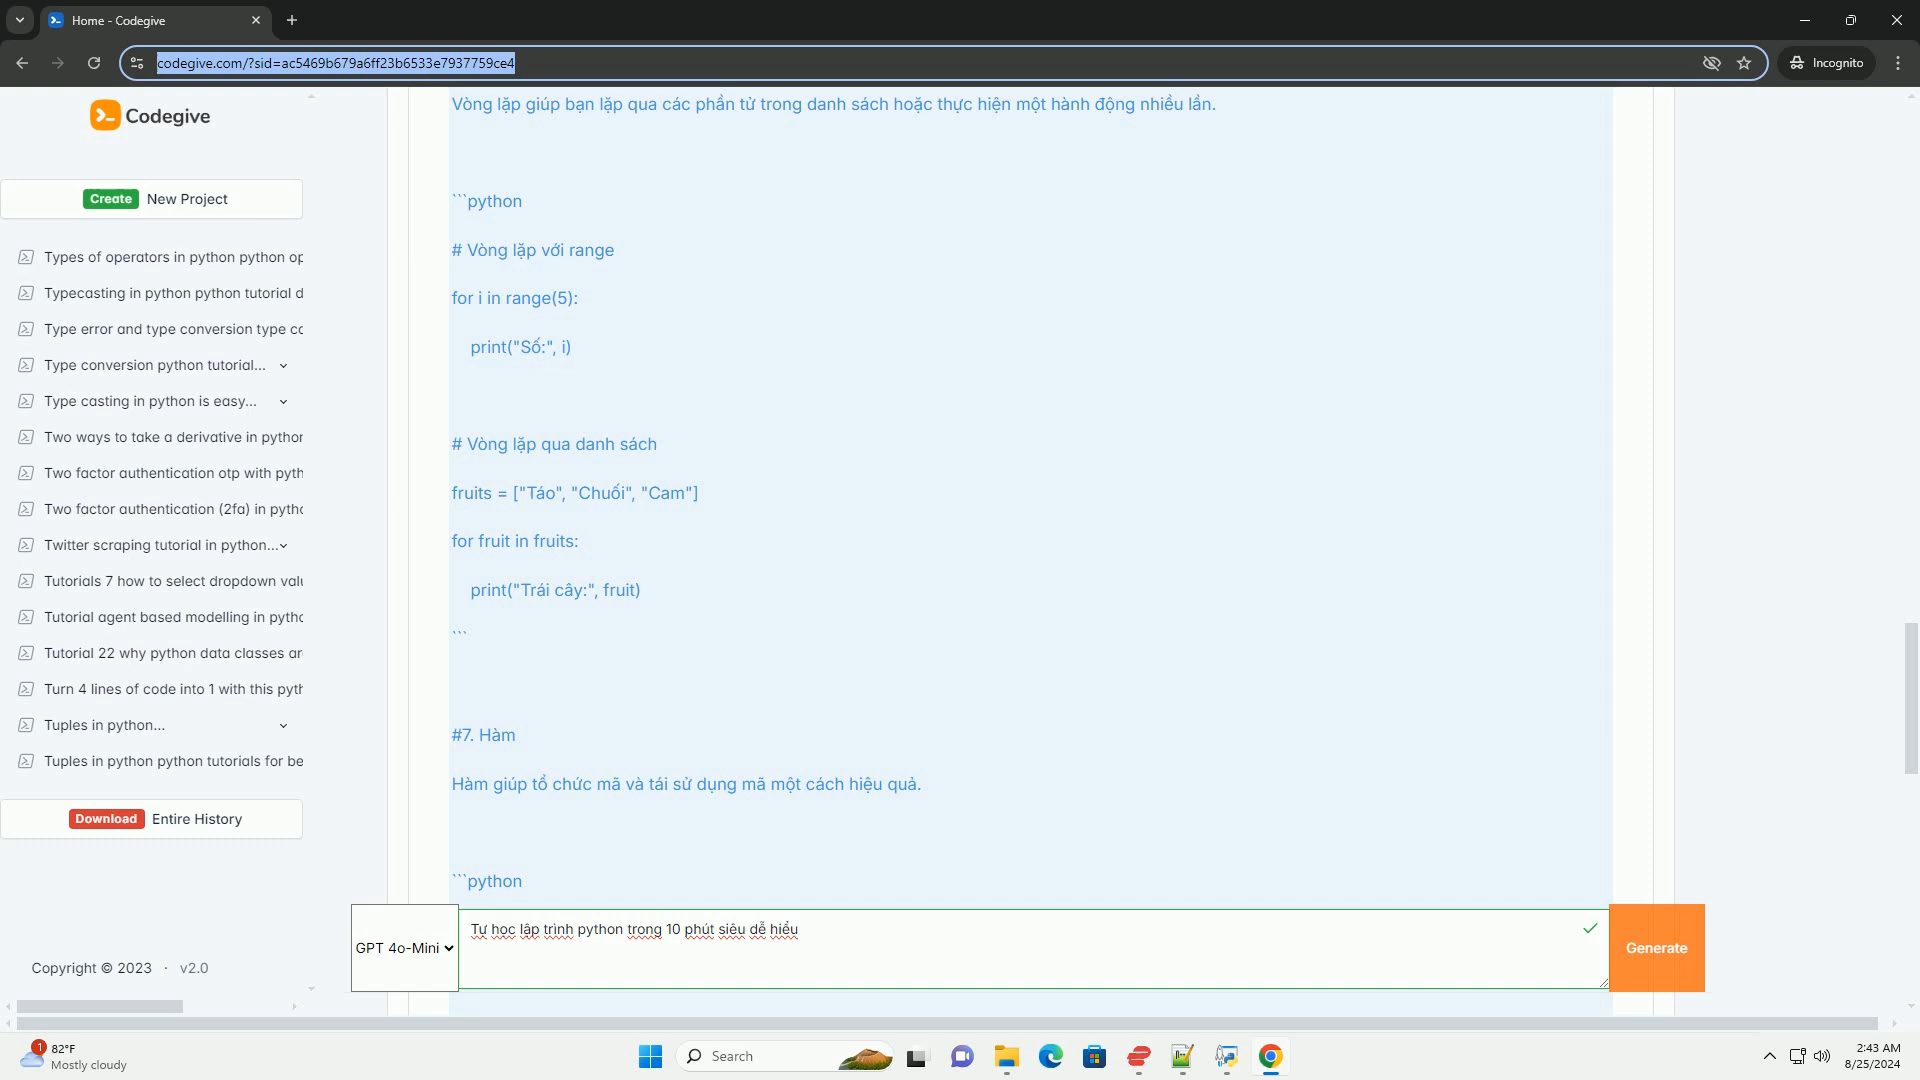 Home - Codegive
codegive.com/?sid=ac5469b679a6ff23b6533e7937759ce4
Incognito
Codegive
Create New Project
Types of operators in python python op
Typecasting in python python tutorial d
Type error and type conversion type co
Type conversion python tutorial...
Type casting in python is easy...
Two ways to take a derivative in python
Two factor authentication otp with pyth
Two factor authentication (2fa) in pytho
Twitter scraping tutorial in python...
Tutorials 7 how to select dropdown valu
Tutorial agent based modelling in pytho
Tutorial 22 why python data classes ar
Turn 4 lines of code into 1 with this pyth
Tuples in python...
Tuples in python python tutorials for be
Download Entire History
Copyright © 2023 · v2.0
Vòng lặp giúp bạn lặp qua các phần tử trong danh sách hoặc thực hiện một hành động nhiều lần.
```python
# Vòng lặp với range
for i in range(5):
print("Số:", i)
# Vòng lặp qua danh sách
fruits = ["Táo", "Chuối", "Cam"]
for fruit in fruits:
print("Trái cây:", fruit)
```
#7. Hàm
Hàm giúp tổ chức mã và tái sử dụng mã một cách hiệu quả.
```python
GPT 4o-Mini
Tự học lập trình python trong 10 phút siêu dễ hiểu
Generate
1
82°F
Mostly cloudy
Search
2:43 AM
8/25/2024